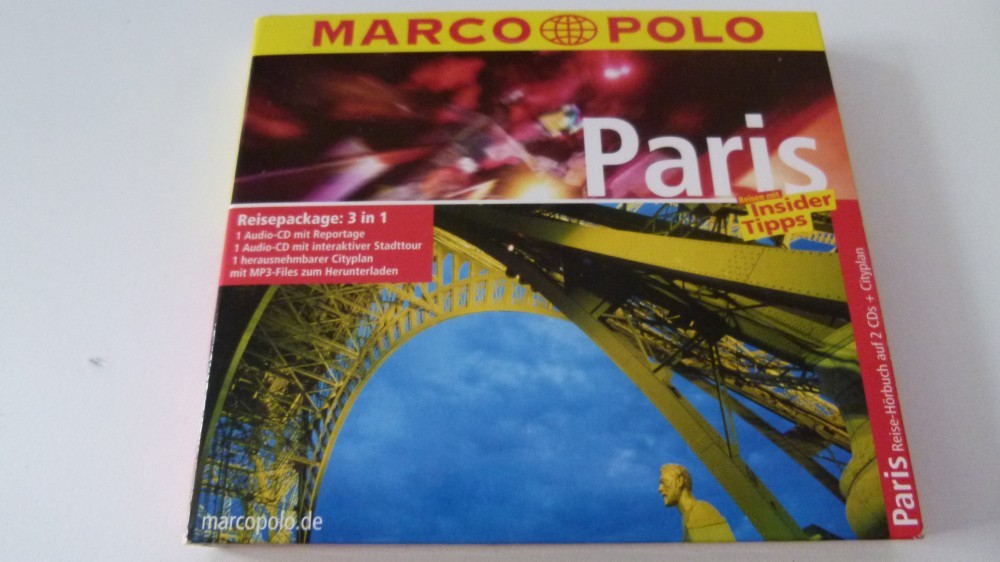 MARCO POLO
Paris
Reisen mit
Insider
Tipps
Reisepackage: 3 in 1
1 Audio-CD mit Reportage
1 Audio-CD mit interaktiver Stadttour
1 herausnehmbarer Cityplan
mit MP3-Files zum Herunterladen
Paris Reise-Hörbuch auf 2 CDs + Cityplan
marcopolo.de